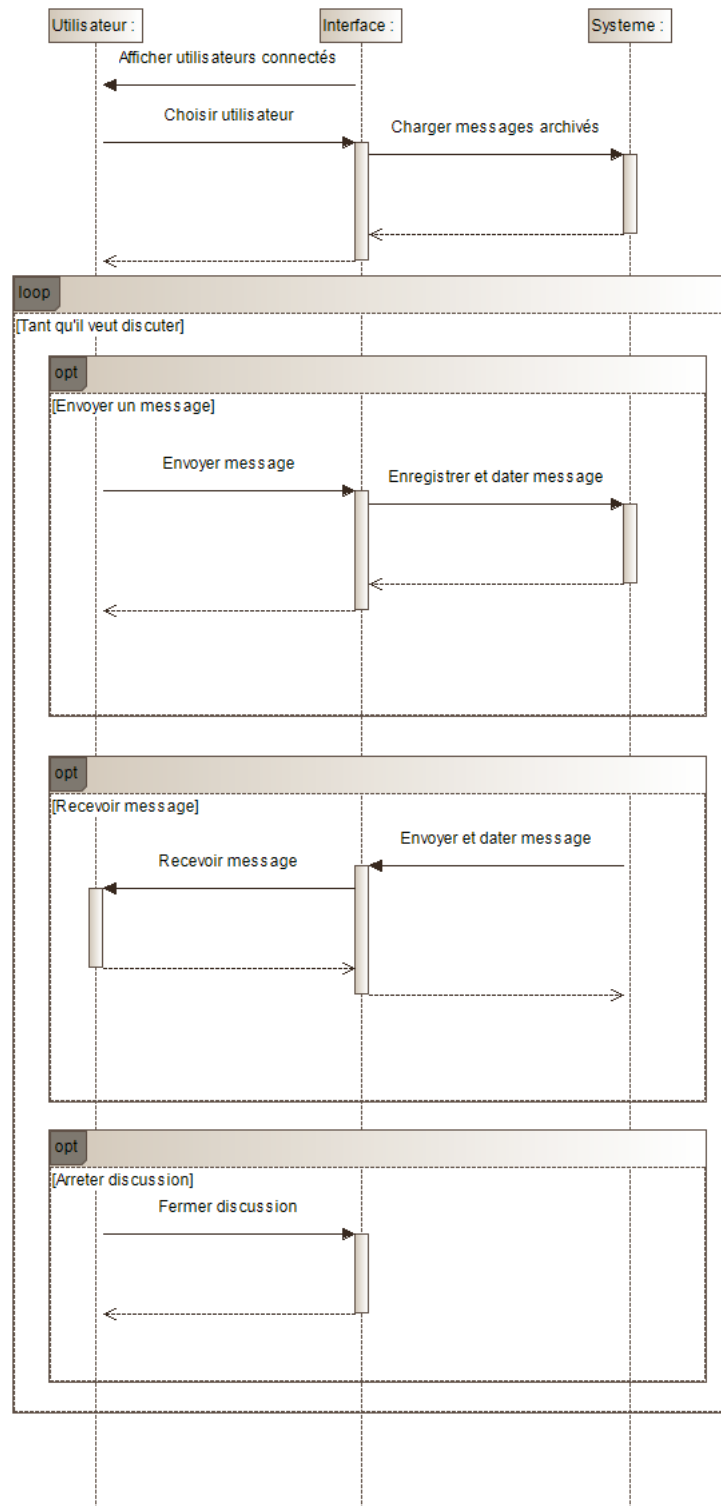 Utilisateur :
Interface :
Systeme :
Afficher utilisateurs connectés
Choisir utilisateur
Charger messages archivés
loop
[Tant qu'il veut discuter]
opt
[Envoyer un message]
Envoyer message
Enregistrer et dater message
opt
[Recevoir message]
Envoyer et dater message
Recevoir message
opt
[Arreter discussion]
Fermer discussion